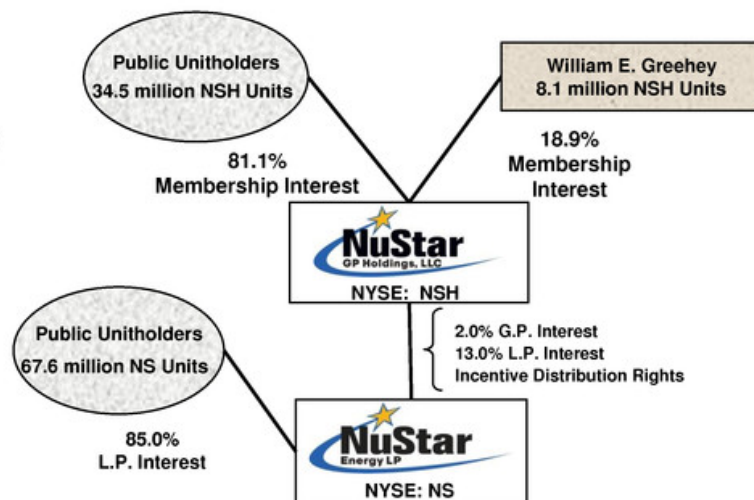 Public Unitholders
34.5 million NSH Units
William E. Greehey
8.1 million NSH Units
81.1%
Membership Interest
18.9%
Membership
Interest
NuStar
GP Holdings, LLC
NYSE: NSH
Public Unitholders
67.6 million NS Units
2.0% G.P. Interest
13.0% L.P. Interest
Incentive Distribution Rights
85.0%
L.P. Interest
NuStar
Energy LP
NYSE: NS